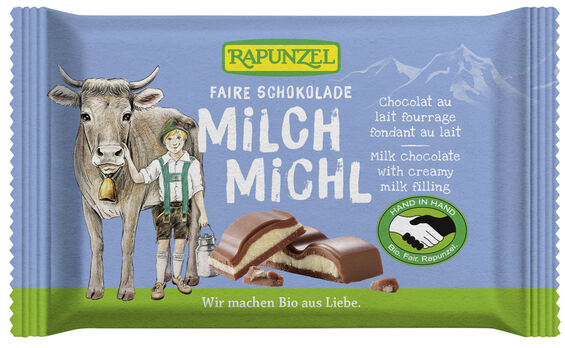 RAPUNZEL
FAIRE SCHOKOLADE
MiLCH
MiCHL
Chocolat au
lait fourrage
fondant au lait
Milk chocolate
with creamy
milk filling
HAND IN HAND
Bio. Fair. Rapunzel.
Wir machen Bio aus Liebe.